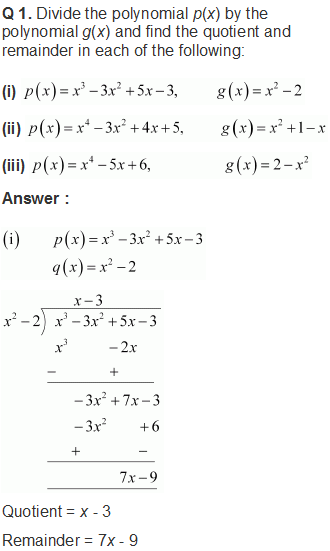 Q 1. Divide the polynomial p(x) by the
polynomial g(x) and find the quotient and
remainder in each of the following:
(i) p(x) = x³ – 3x² + 5x – 3, g(x) = x² – 2
(ii) p(x) = x⁴ – 3x² + 4x + 5, g(x) = x² + 1 – x
(iii) p(x) = x⁴ – 5x + 6, g(x) = 2 – x²
Answer :
(i) p(x) = x³ – 3x² + 5x – 3
q(x) = x² – 2
x – 3
x² – 2) x³ – 3x² + 5x – 3
x³ – 2x
– +
– 3x² + 7x – 3
– 3x² + 6
+ –
7x – 9
Quotient = x - 3
Remainder = 7x - 9